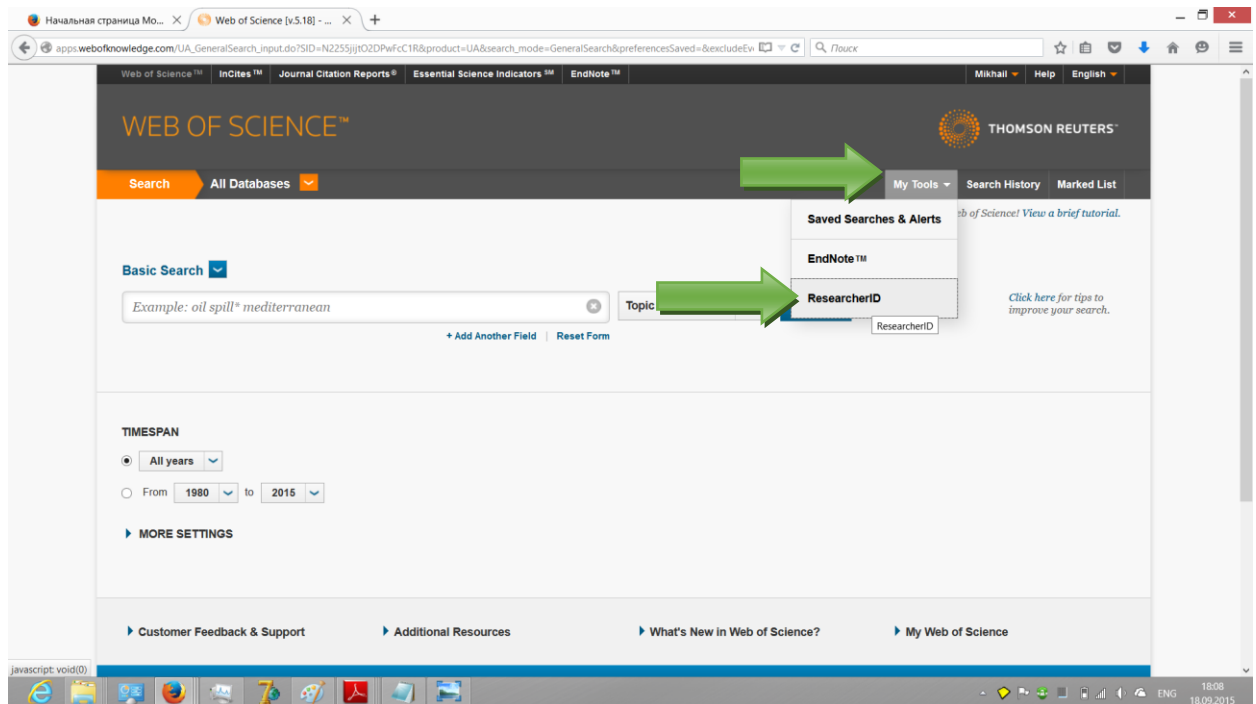 Начальная страница Mo...
Web of Science [v.5.18] - ...
apps.webofknowledge.com/UA_GeneralSearch_input.do?SID=N2255jijtO2DPwFcC1R&product=UA&search_mode=GeneralSearch&preferencesSaved=&excludeEv
Поиск
Web of Science™ InCites™ Journal Citation Reports® Essential Science Indicators℠ EndNote™ Mikhail Help English
WEB OF SCIENCE™
THOMSON REUTERS™
Search All Databases My Tools Search History Marked List
Saved Searches & Alerts
eb of Science! View a brief tutorial.
EndNote™
ResearcherID
ResearcherID
Basic Search
Example: oil spill* mediterranean
Topic
Click here for tips to
improve your search.
+ Add Another Field | Reset Form
TIMESPAN
All years
From 1980 to 2015
MORE SETTINGS
Customer Feedback & Support Additional Resources What's New in Web of Science? My Web of Science
javascript: void(0)
ENG
18:08
18.09.2015